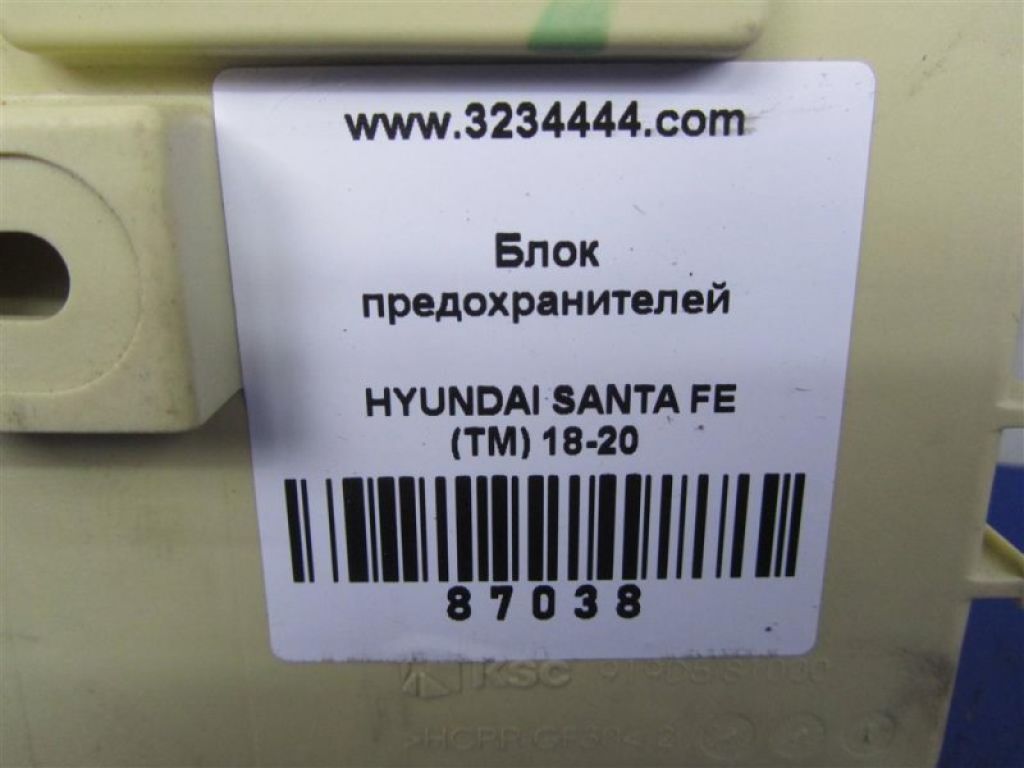 www.3234444.com
Блок
предохранителей
HYUNDAI SANTA FE
(TM) 18-20
87038
KSC